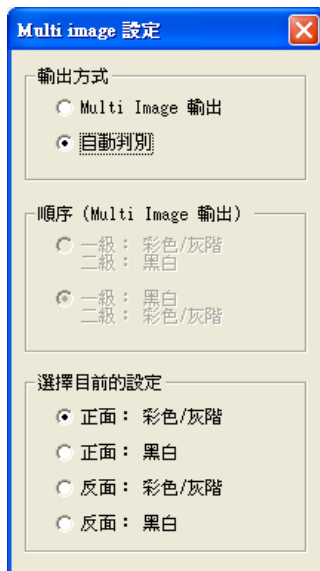 Multi image 設定
輸出方式
Multi Image 輸出
自動判別
順序 (Multi Image 輸出)
一級： 彩色/灰階
二級： 黑白
一級： 黑白
二級： 彩色/灰階
選擇目前的設定
正面： 彩色/灰階
正面： 黑白
反面： 彩色/灰階
反面： 黑白